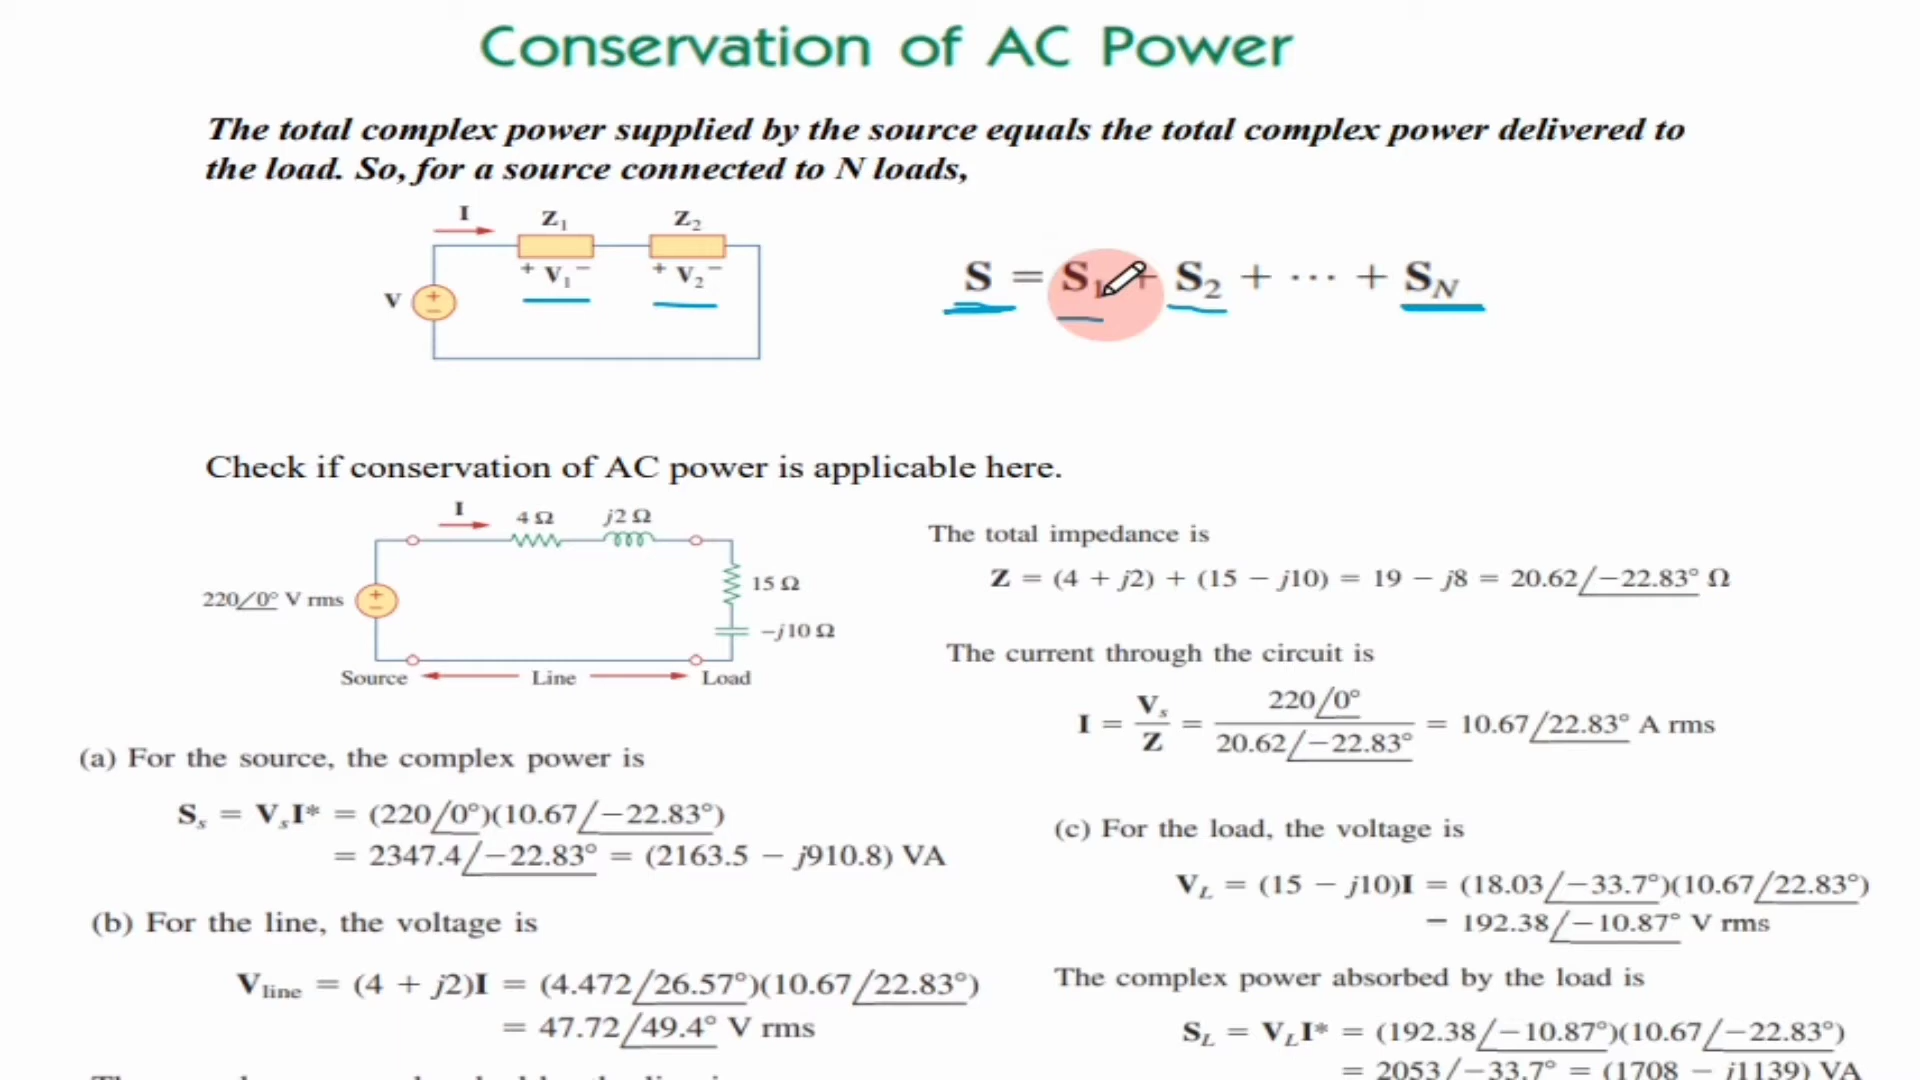 Conservation of AC Power
The total complex power supplied by the source equals the total complex power delivered to
the load. So, for a source connected to N loads,
I
Z₁
Z₂
+ V₁ −
+ V₂ −
V
+
−
S = S₁ + S₂ + ⋯ + S_N
Check if conservation of AC power is applicable here.
I
4 Ω
j2 Ω
15 Ω
−j10 Ω
220∠0° V rms
+
−
Source
Line
Load
The total impedance is
Z = (4 + j2) + (15 − j10) = 19 − j8 = 20.62∠−22.83° Ω
The current through the circuit is
I = V_s/Z = 220∠0°/20.62∠−22.83° = 10.67∠22.83° A rms
(a) For the source, the complex power is
S_s = V_sI* = (220∠0°)(10.67∠−22.83°)
= 2347.4∠−22.83° = (2163.5 − j910.8) VA
(b) For the line, the voltage is
V_line = (4 + j2)I = (4.472∠26.57°)(10.67∠22.83°)
= 47.72∠49.4° V rms
(c) For the load, the voltage is
V_L = (15 − j10)I = (18.03∠−33.7°)(10.67∠22.83°)
= 192.38∠−10.87° V rms
The complex power absorbed by the load is
S_L = V_LI* = (192.38∠−10.87°)(10.67∠−22.83°)
= 2053∠−33.7° = (1708 − j1139) VA